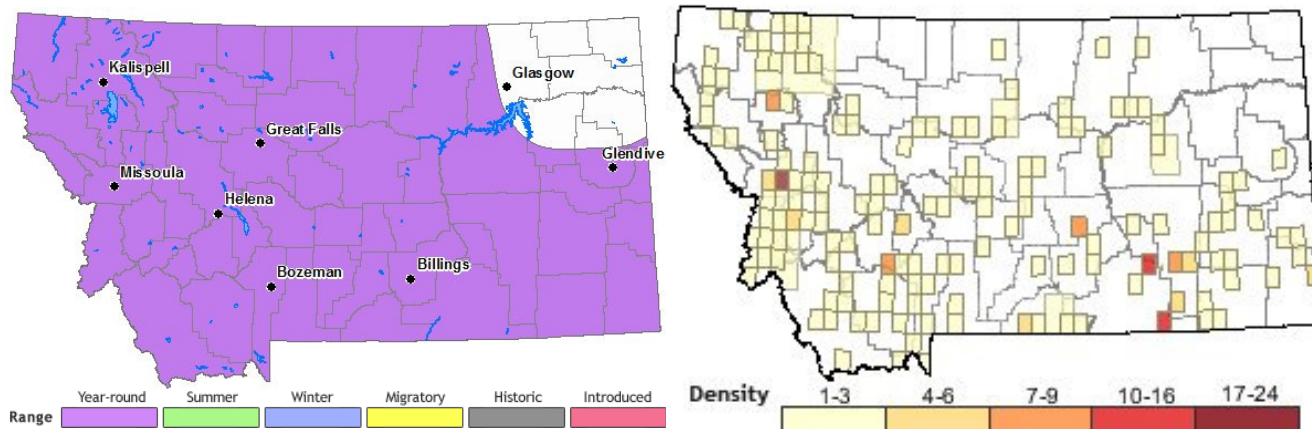 Kalispell
Glasgow
Great Falls
Glendive
Missoula
Helena
Bozeman
Billings
Year-round Summer Winter Migratory Historic Introduced
Range
Density 1-3 4-6 7-9 10-16 17-24